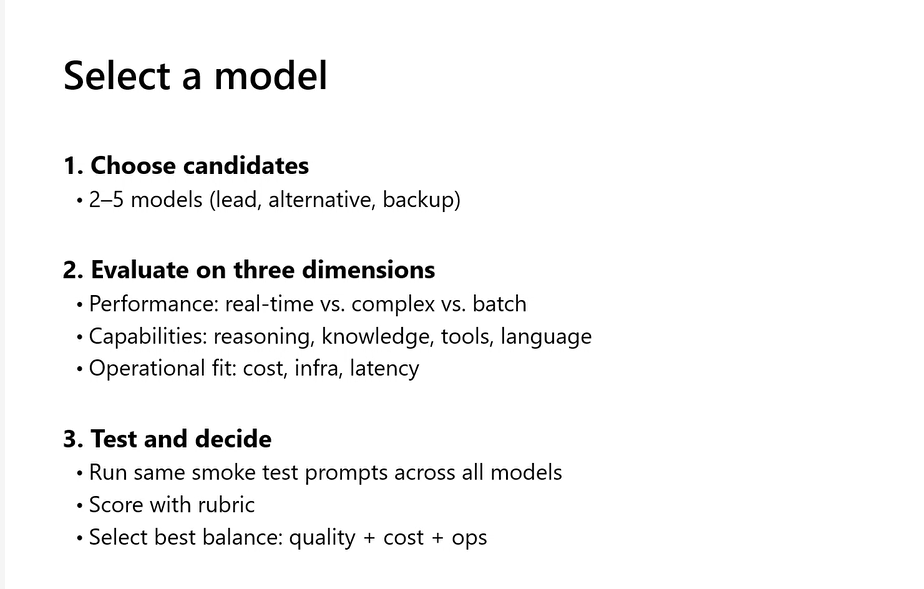 Select a model
1. Choose candidates
• 2–5 models (lead, alternative, backup)
2. Evaluate on three dimensions
• Performance: real-time vs. complex vs. batch
• Capabilities: reasoning, knowledge, tools, language
• Operational fit: cost, infra, latency
3. Test and decide
• Run same smoke test prompts across all models
• Score with rubric
• Select best balance: quality + cost + ops